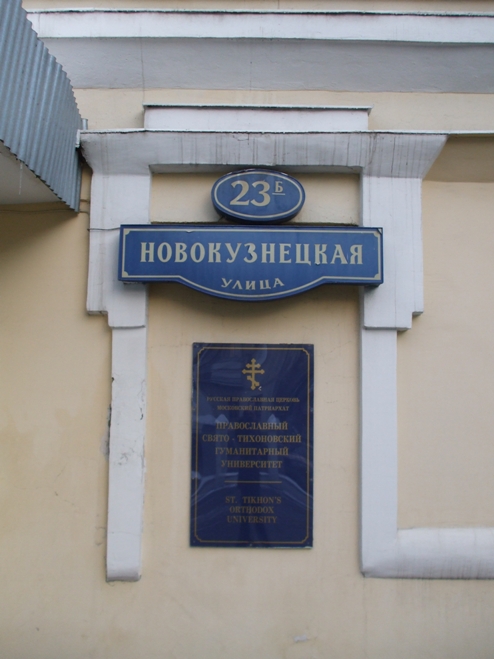 23Б
НОВОКУЗНЕЦКАЯ
УЛИЦА
РУССКАЯ ПРАВОСЛАВНАЯ ЦЕРКОВЬ
МОСКОВСКИЙ ПАТРИАРХАТ
ПРАВОСЛАВНЫЙ
СВЯТО-ТИХОНОВСКИЙ
ГУМАНИТАРНЫЙ
УНИВЕРСИТЕТ
ST. TIKHON'S
ORTHODOX
UNIVERSITY